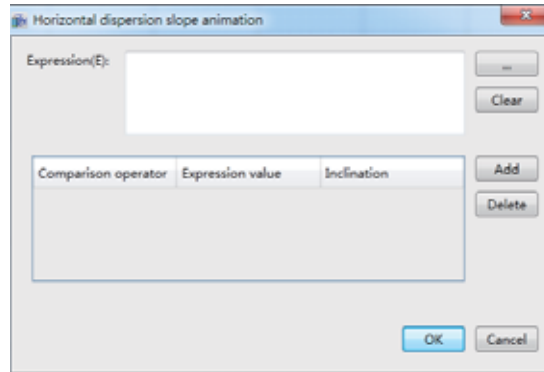 Horizontal dispersion slope animation
Expression(E):
...
Clear
Comparison operator Expression value Inclination
Add
Delete
OK Cancel